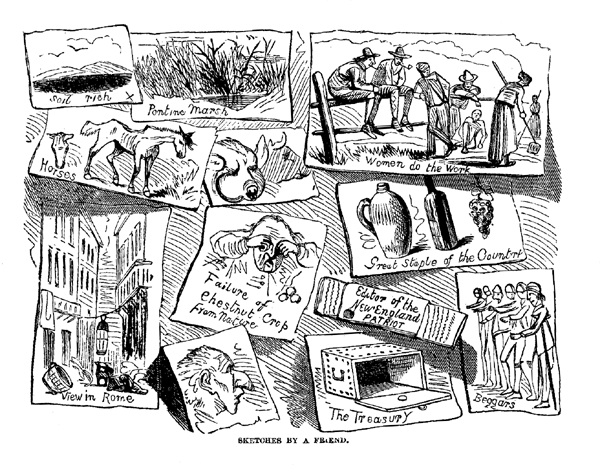 Soil rich X
Pontine Marsh
Women do the Work
Horses
Great Staple of the Country
Failure of
Chestnut Crop
from Nature
Editor of the
New England
PATRIOT
View in Rome
The Treasury
Beggars
SKETCHES BY A FRIEND.